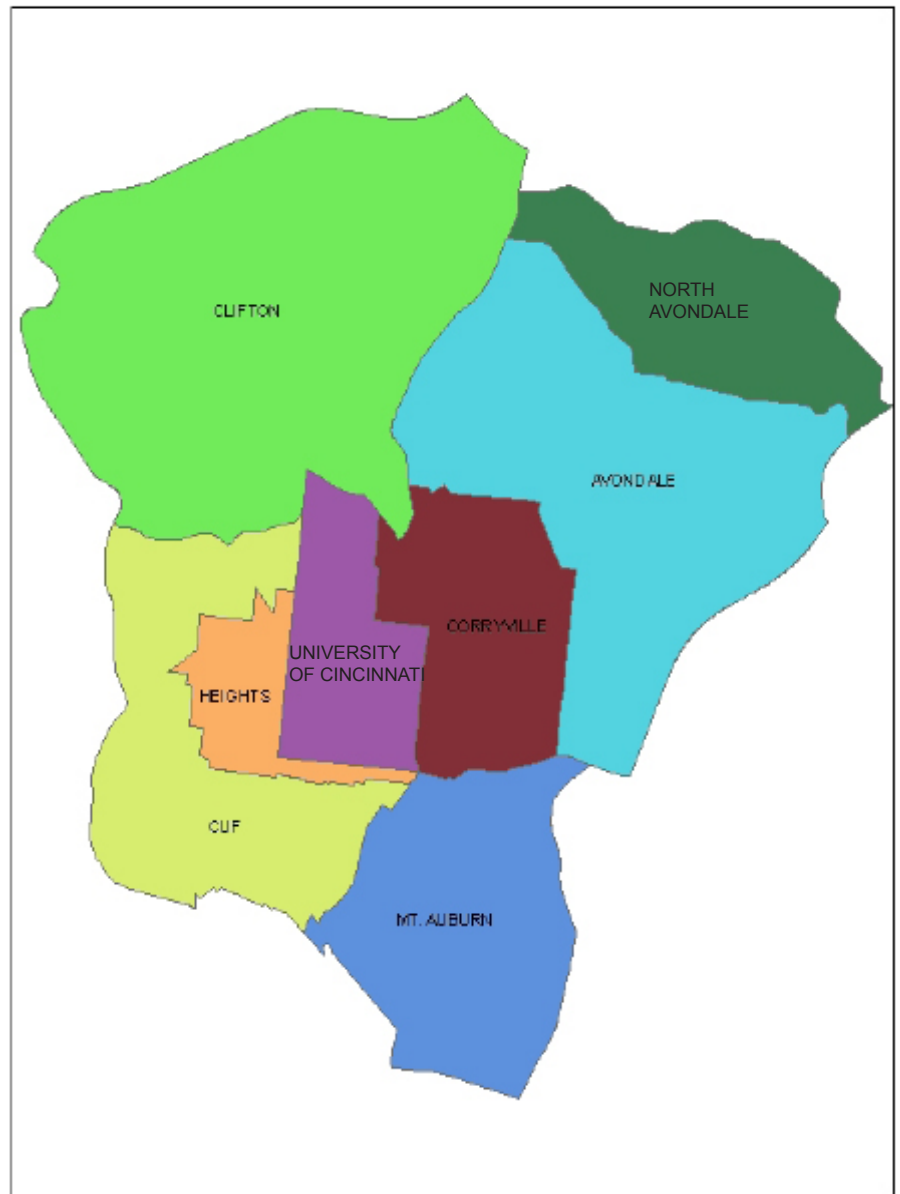 NORTH
AVONDALE
CLIFTON
AVONDALE
CORRYVILLE
UNIVERSITY
OF CINCINNATI
HEIGHTS
CUF
MT. AUBURN